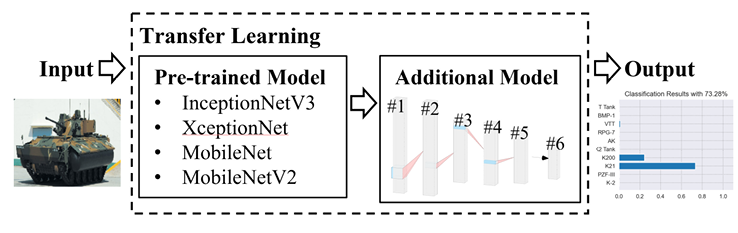 Transfer Learning
Input
Output
Pre-trained Model
• InceptionNetV3
• XceptionNet
• MobileNet
• MobileNetV2
Additional Model
#1
#2
#3
#4
#5
#6
Classification Results with 73.28%
T Tank
BMP-1
VTT
RPG-7
AK
K200
K21
PZF-III
K-2
0.0 0.2 0.4 0.6 0.8 1.0